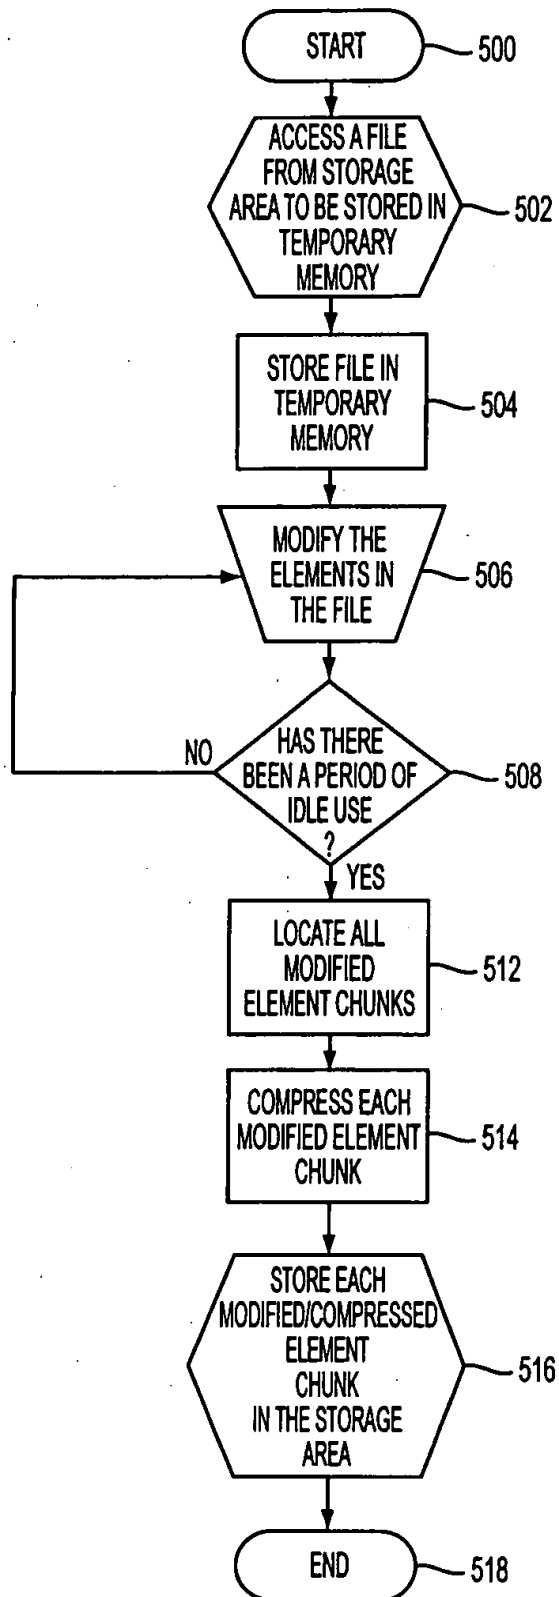 START
500
ACCESS A FILE
FROM STORAGE
AREA TO BE STORED IN
TEMPORARY
MEMORY
502
STORE FILE IN
TEMPORARY
MEMORY
504
MODIFY THE
ELEMENTS IN
THE FILE
506
HAS THERE
BEEN A PERIOD OF
IDLE USE
?
508
NO
YES
LOCATE ALL
MODIFIED
ELEMENT CHUNKS
512
COMPRESS EACH
MODIFIED ELEMENT
CHUNK
514
STORE EACH
MODIFIED/COMPRESSED
ELEMENT
CHUNK
IN THE STORAGE
AREA
516
END
518